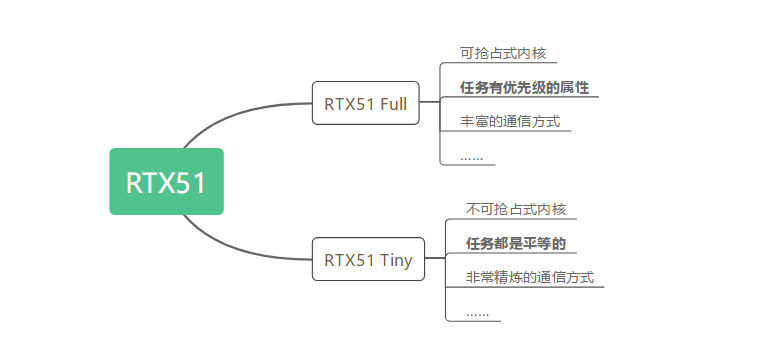 RTX51
RTX51 Full
可抢占式内核
任务有优先级的属性
丰富的通信方式
……
RTX51 Tiny
不可抢占式内核
任务都是平等的
非常精炼的通信方式
……